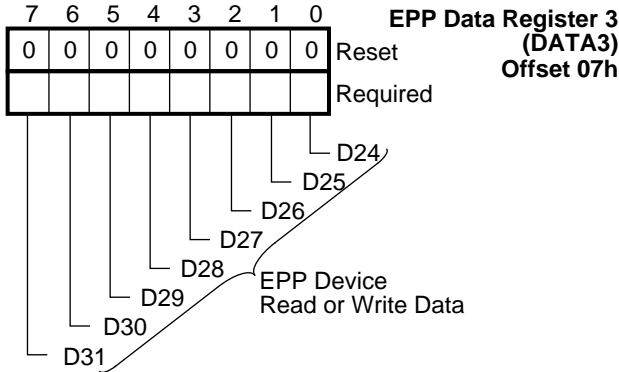 7 6 5 4 3 2 1 0
EPP Data Register 3
(DATA3)
Offset 07h
0 0 0 0 0 0 0 0 Reset
Required
D24
D25
D26
D27
D28
D29
D30
D31
EPP Device
Read or Write Data